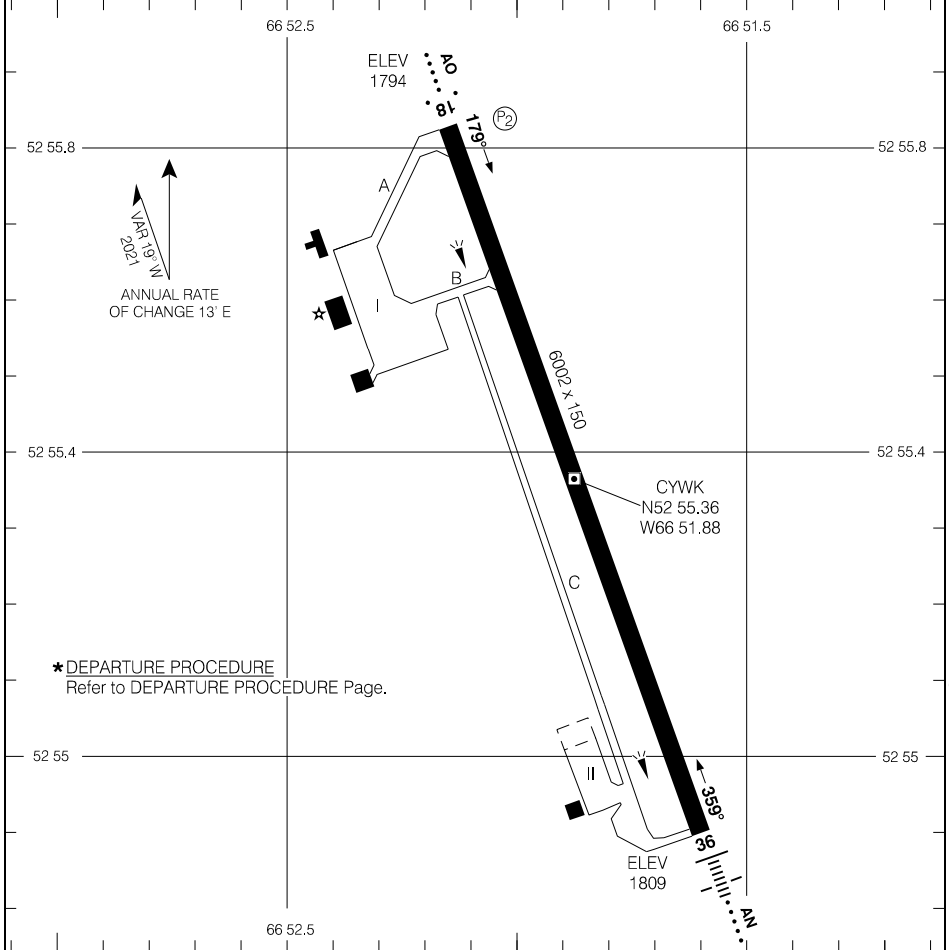 66 52.5
66 51.5
ELEV
1794
AO
18
179°
P2
52 55.8
52 55.8
A
VAR 19° W
2021
ANNUAL RATE
OF CHANGE 13' E
B
I
6002 x 150
52 55.4
52 55.4
CYWK
N52 55.36
W66 51.88
C
*DEPARTURE PROCEDURE
Refer to DEPARTURE PROCEDURE Page.
52 55
52 55
II
359°
36
ELEV
1809
AN
66 52.5